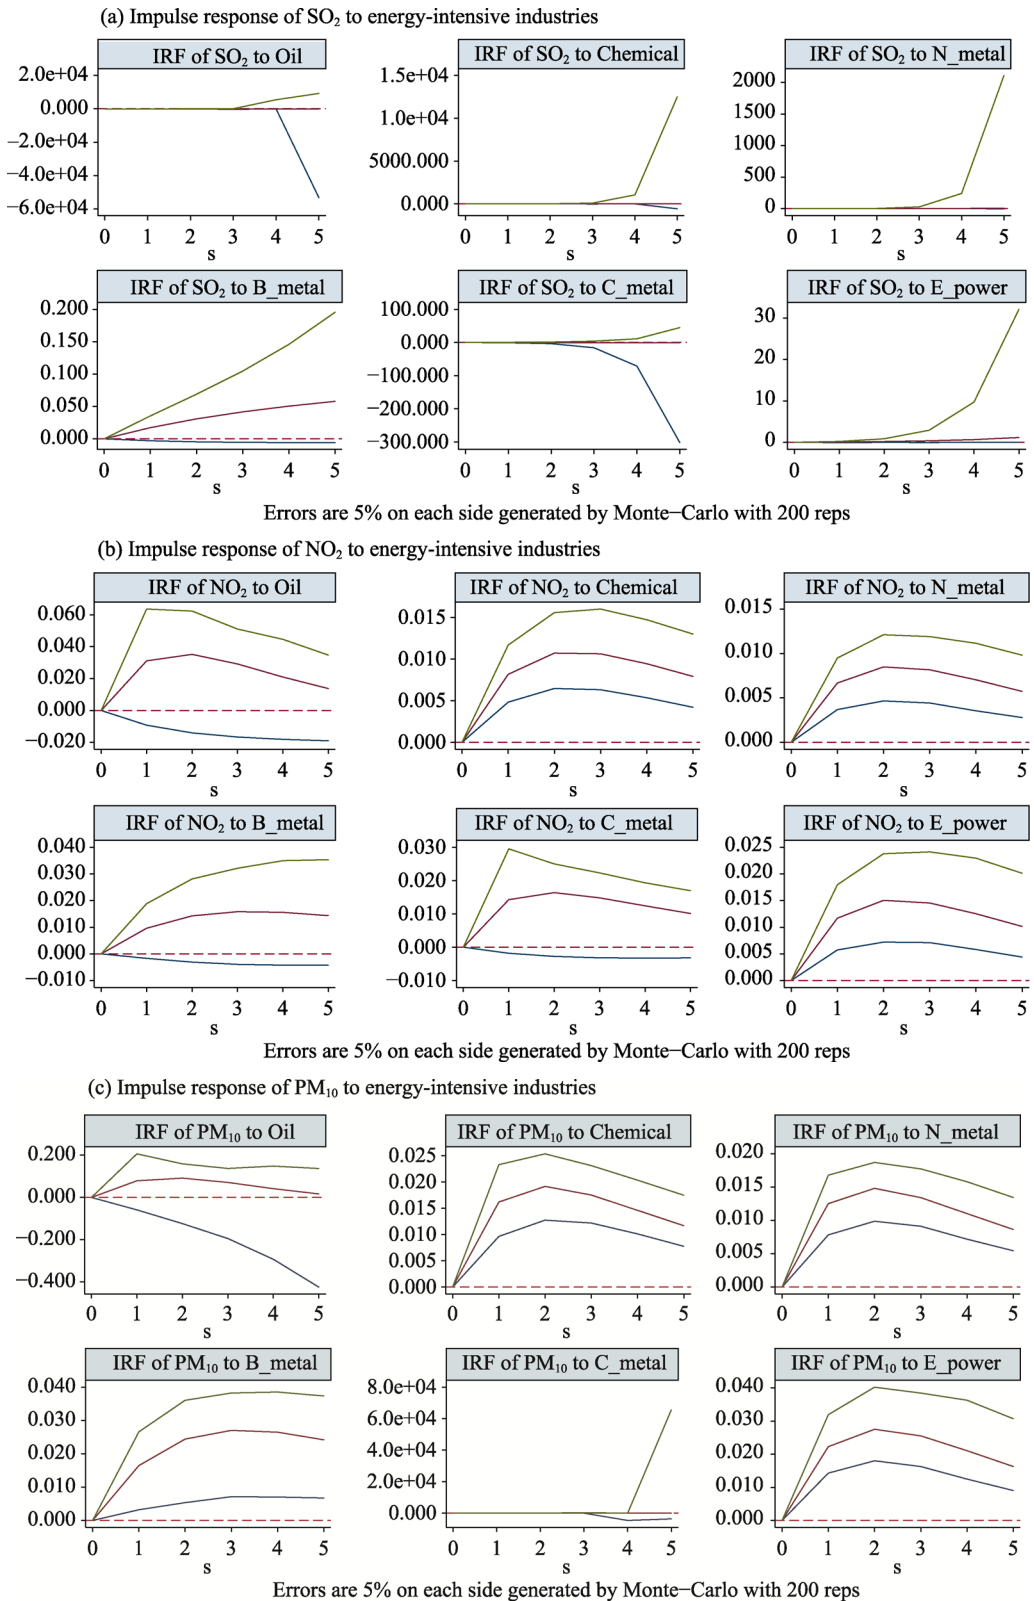 (a) Impulse response of SO₂ to energy-intensive industries
IRF of SO₂ to Oil
2.0e+04
0.000
−2.0e+04
−4.0e+04
−6.0e+04
0 1 2 3 4 5
s
IRF of SO₂ to Chemical
1.5e+04
1.0e+04
5000.000
0.000
0 1 2 3 4 5
s
IRF of SO₂ to N_metal
2000
1500
1000
500
0
0 1 2 3 4 5
s
IRF of SO₂ to B_metal
0.200
0.150
0.100
0.050
0.000
0 1 2 3 4 5
s
IRF of SO₂ to C_metal
100.000
0.000
−100.000
−200.000
−300.000
0 1 2 3 4 5
s
IRF of SO₂ to E_power
30
20
10
0
0 1 2 3 4 5
s
Errors are 5% on each side generated by Monte−Carlo with 200 reps
(b) Impulse response of NO₂ to energy-intensive industries
IRF of NO₂ to Oil
0.060
0.040
0.020
0.000
−0.020
0 1 2 3 4 5
s
IRF of NO₂ to Chemical
0.015
0.010
0.005
0.000
0 1 2 3 4 5
s
IRF of NO₂ to N_metal
0.015
0.010
0.005
0.000
0 1 2 3 4 5
s
IRF of NO₂ to B_metal
0.040
0.030
0.020
0.010
0.000
−0.010
0 1 2 3 4 5
s
IRF of NO₂ to C_metal
0.030
0.020
0.010
0.000
−0.010
0 1 2 3 4 5
s
IRF of NO₂ to E_power
0.025
0.020
0.015
0.010
0.005
0.000
0 1 2 3 4 5
s
Errors are 5% on each side generated by Monte−Carlo with 200 reps
(c) Impulse response of PM₁₀ to energy-intensive industries
IRF of PM₁₀ to Oil
0.200
0.000
−0.200
−0.400
0 1 2 3 4 5
s
IRF of PM₁₀ to Chemical
0.025
0.020
0.015
0.010
0.005
0.000
0 1 2 3 4 5
s
IRF of PM₁₀ to N_metal
0.020
0.015
0.010
0.005
0.000
0 1 2 3 4 5
s
IRF of PM₁₀ to B_metal
0.040
0.030
0.020
0.010
0.000
0 1 2 3 4 5
s
IRF of PM₁₀ to C_metal
8.0e+04
6.0e+04
4.0e+04
2.0e+04
0.000
0 1 2 3 4 5
s
IRF of PM₁₀ to E_power
0.040
0.030
0.020
0.010
0.000
0 1 2 3 4 5
s
Errors are 5% on each side generated by Monte−Carlo with 200 reps